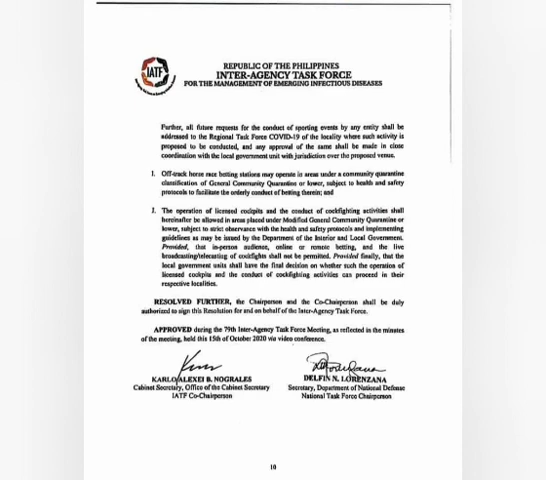 IATF
REPUBLIC OF THE PHILIPPINES
INTER-AGENCY TASK FORCE
FOR THE MANAGEMENT OF EMERGING INFECTIOUS DISEASES
Further, all future requests for the conduct of sporting events by any entity shall be
addressed to the Regional Task Force COVID-19 of the locality where such activity is
proposed to be conducted, and any approval of the same shall be made in close
coordination with the local government unit with jurisdiction over the proposed venue.
I. Off-track horse race betting stations may operate in areas under a community quarantine
classification of General Community Quarantine or lower, subject to health and safety
protocols to facilitate the orderly conduct of betting therein; and
J. The operation of licensed cockpits and the conduct of cockfighting activities shall
hereinafter be allowed in areas placed under Modified General Community Quarantine or
lower, subject to strict observance with the health and safety protocols and implementing
guidelines as may be issued by the Department of the Interior and Local Government.
Provided, that in-person audience, online or remote betting, and the live
broadcasting/telecasting of cockfights shall not be permitted. Provided finally, that the
local government units shall have the final decision on whether such the operation of
licensed cockpits and the conduct of cockfighting activities can proceed in their
respective localities.
RESOLVED FURTHER, the Chairperson and the Co-Chairperson shall be duly
authorized to sign this Resolution for and on behalf of the Inter-Agency Task Force.
APPROVED during the 79th Inter-Agency Task Force Meeting, as reflected in the minutes
of the meeting, held this 15th of October 2020 via video conference.
KARLO ALEXEI B. NOGRALES
Cabinet Secretary, Office of the Cabinet Secretary
IATF Co-Chairperson
DELFIN N. LORENZANA
Secretary, Department of National Defense
National Task Force Chairperson
10